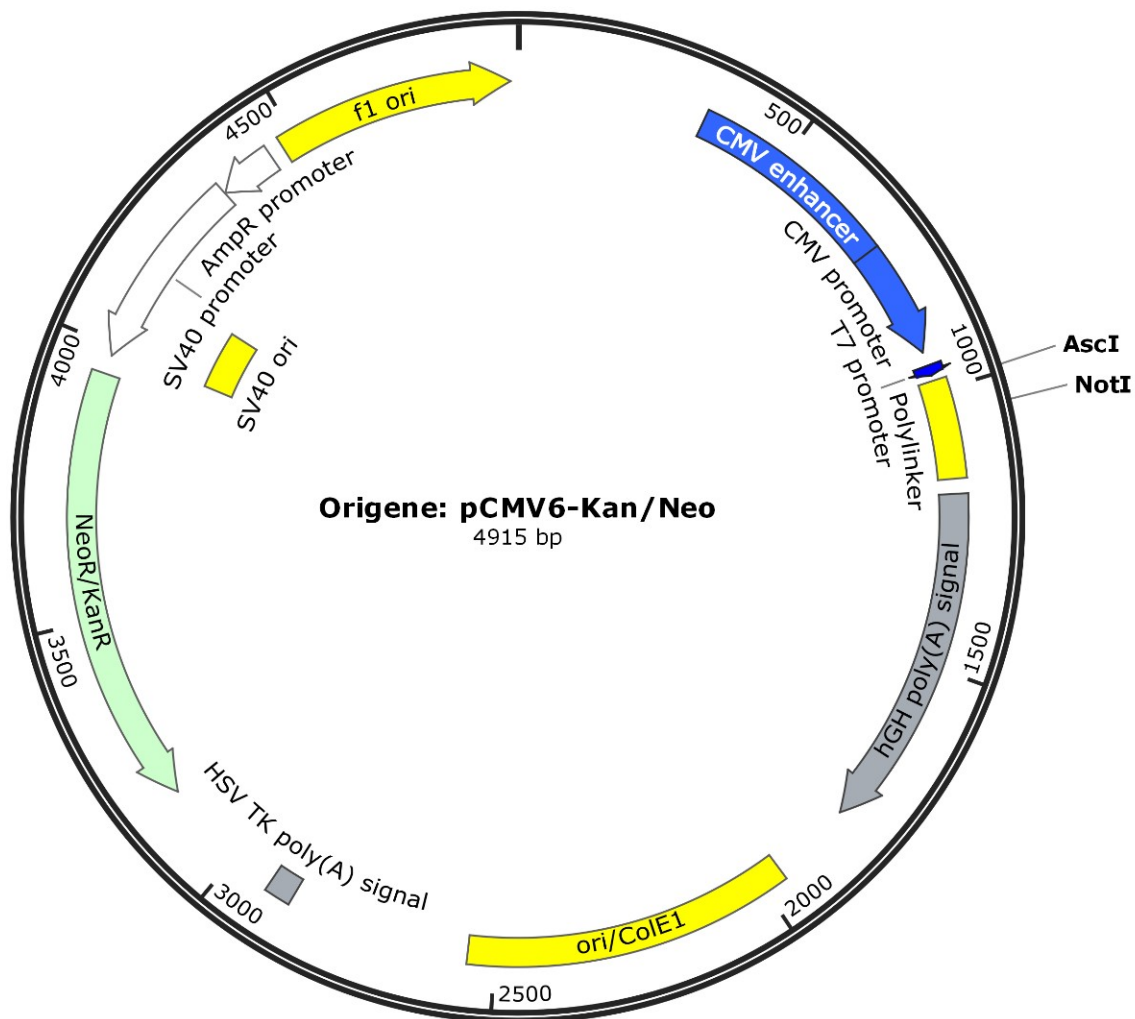 f1 ori
4500
500
CMV enhancer
CMV promoter
AmpR promoter
SV40 promoter
SV40 ori
4000
T7 promoter
1000
AscI
NotI
Polylinker
Origene: pCMV6-Kan/Neo
4915 bp
NeoR/KanR
hGH poly(A) signal
3500
1500
HSV TK poly(A) signal
3000
2000
ori/ColE1
2500